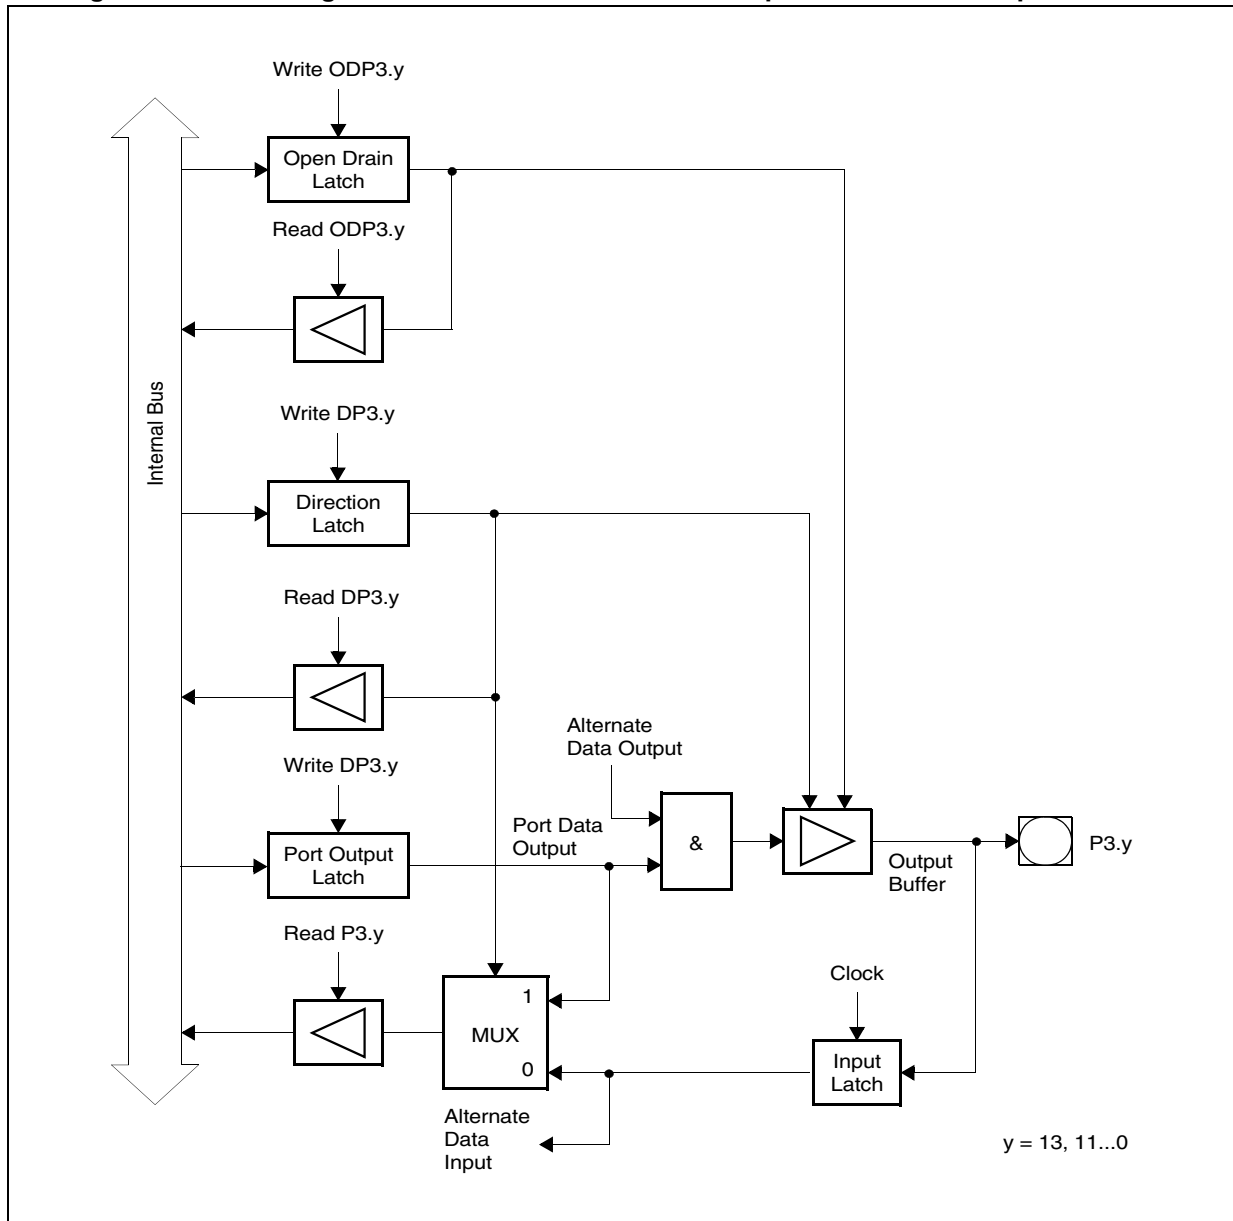 Write ODP3.y
Open Drain
Latch
Read ODP3.y
Internal Bus
Write DP3.y
Direction
Latch
Read DP3.y
Alternate
Data Output
Write DP3.y
Port Data
Output
&
Port Output
Latch
P3.y
Output
Buffer
Read P3.y
Clock
1
MUX
0
Input
Latch
Alternate
Data
Input
y = 13, 11...0